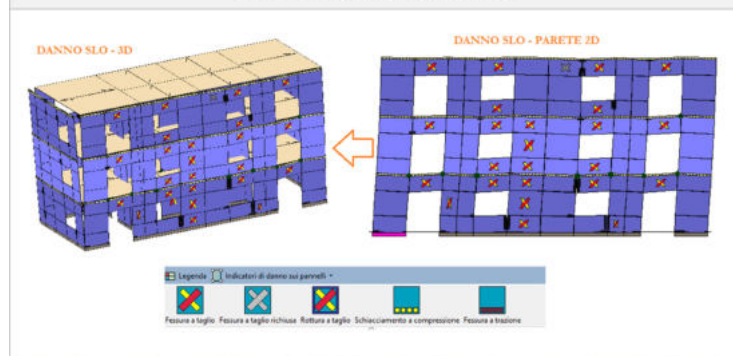 DANNO SLO - 3D
DANNO SLO - PARETE 2D
Legenda Indicatori di danno sui pannelli
Fessura a taglio Fessura a taglio richiusa Rottura a taglio Schiacciamento a compressione Fessura a trazione